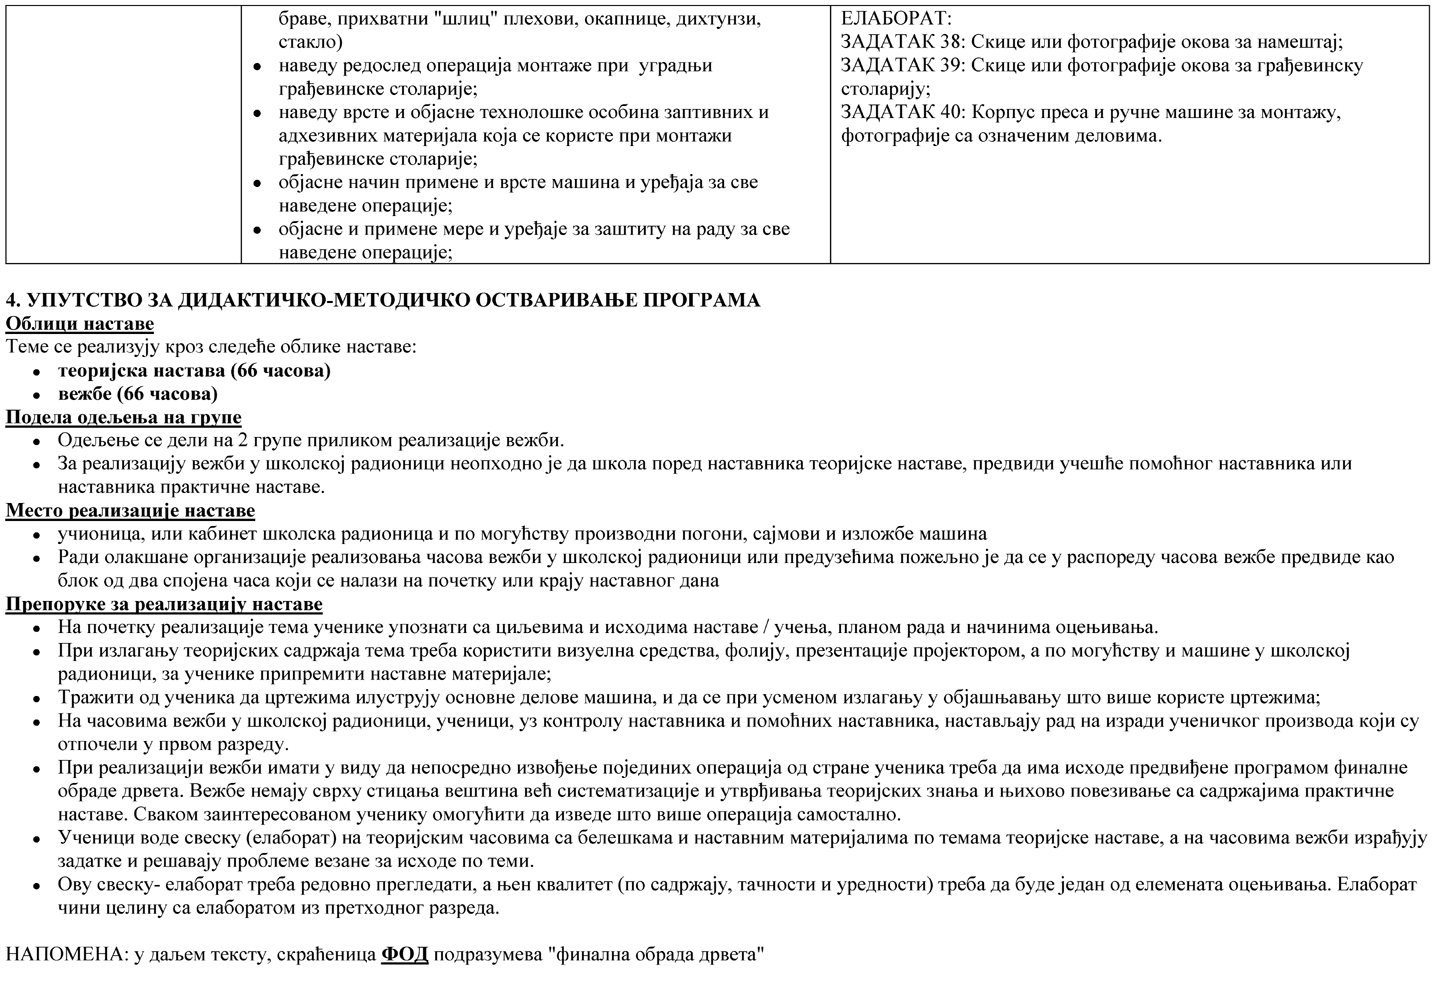 браве, прихватни "шлиц" плехови, окапнице, дихтунзи,
стакло)
• наведу редослед операција монтаже при  уградњи
грађевинске столарије;
• наведу врсте и објасне технолошке особина заптивних и
адхезивних материјала која се користе при монтажи
грађевинске столарије;
• објасне начин примене и врсте машина и уређаја за све
наведене операције;
• објасне и примене мере и уређаје за заштиту на раду за све
наведене операције;
ЕЛАБОРАТ:
ЗАДАТАК 38: Скице или фотографије окова за намештај;
ЗАДАТАК 39: Скице или фотографије окова за грађевинску
столарију;
ЗАДАТАК 40: Корпус преса и ручне машине за монтажу,
фотографије са означеним деловима.
4. УПУТСТВО ЗА ДИДАКТИЧКО-МЕТОДИЧКО ОСТВАРИВАЊЕ ПРОГРАМА
Облици наставе
Теме се реализују кроз следеће облике наставе:
• теоријска настава (66 часова)
• вежбе (66 часова)
Подела одељења на групе
• Одељење се дели на 2 групе приликом реализације вежби.
• За реализацију вежби у школској радионици неопходно је да школа поред наставника теоријске наставе, предвиди учешће помоћног наставника или
наставника практичне наставе.
Место реализације наставе
• учионица, или кабинет школска радионица и по могућству производни погони, сајмови и изложбе машина
• Ради олакшане организације реализовања часова вежби у школској радионици или предузећима пожељно је да се у распореду часова вежбе предвиде као
блок од два спојена часа који се налази на почетку или крају наставног дана
Препоруке за реализацију наставе
• На почетку реализације тема ученике упознати са циљевима и исходима наставе / учења, планом рада и начинима оцењивања.
• При излагању теоријских садржаја тема треба користити визуелна средства, фолију, презентације пројектором, а по могућству и машине у школској
радионици, за ученике припремити наставне материјале;
• Тражити од ученика да цртежима илуструју основне делове машина, и да се при усменом излагању у објашњавању што више користе цртежима;
• На часовима вежби у школској радионици, ученици, уз контролу наставника и помоћних наставника, настављају рад на изради ученичког производа који су
отпочели у првом разреду.
• При реализацији вежби имати у виду да непосредно извођење појединих операција од стране ученика треба да има исходе предвиђене програмом финалне
обраде дрвета. Вежбе немају сврху стицања вештина већ систематизације и утврђивања теоријских знања и њихово повезивање са садржајима практичне
наставе. Сваком заинтересованом ученику омогућити да изведе што више операција самостално.
• Ученици воде свеску (елаборат) на теоријским часовима са белешкама и наставним материјалима по темама теоријске наставе, а на часовима вежби израђују
задатке и решавају проблеме везане за исходе по теми.
• Ову свеску- елаборат треба редовно прегледати, а њен квалитет (по садржају, тачности и уредности) треба да буде један од елемената оцењивања. Елаборат
чини целину са елаборатом из претходног разреда.
НАПОМЕНА: у даљем тексту, скраћеница ФОД подразумева "финална обрада дрвета"